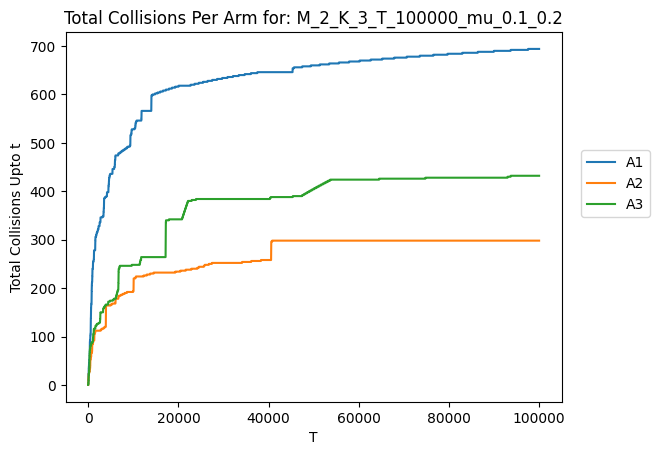 Total Collisions Per Arm for: M_2_K_3_T_100000_mu_0.1_0.2
Total Collisions Upto t
700
600
500
400
300
200
100
0
0 20000 40000 60000 80000 100000
T
A1
A2
A3